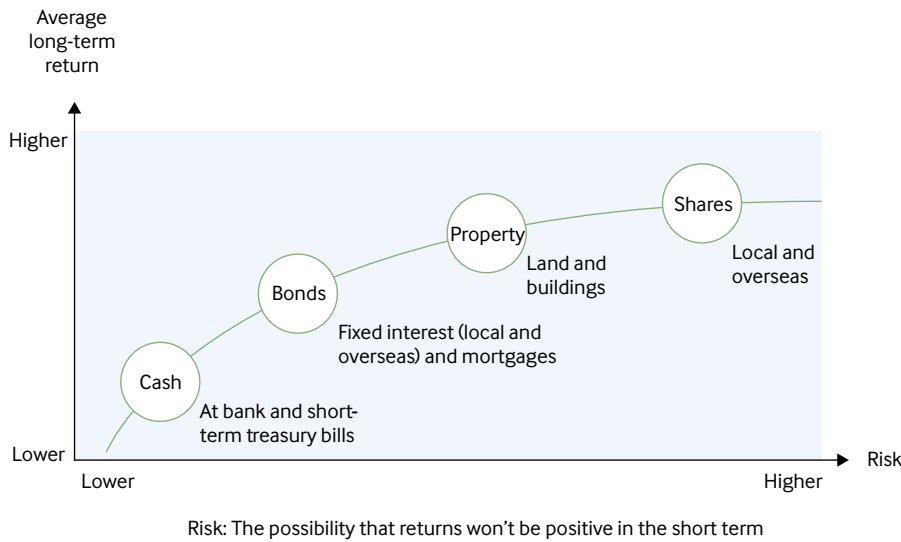 Average
long-term
return
Higher
Shares
Property
Local and
overseas
Land and
buildings
Bonds
Fixed interest (local and
overseas) and mortgages
Cash
At bank and short-
term treasury bills
Lower
Risk
Lower
Higher
Risk: The possibility that returns won’t be positive in the short term